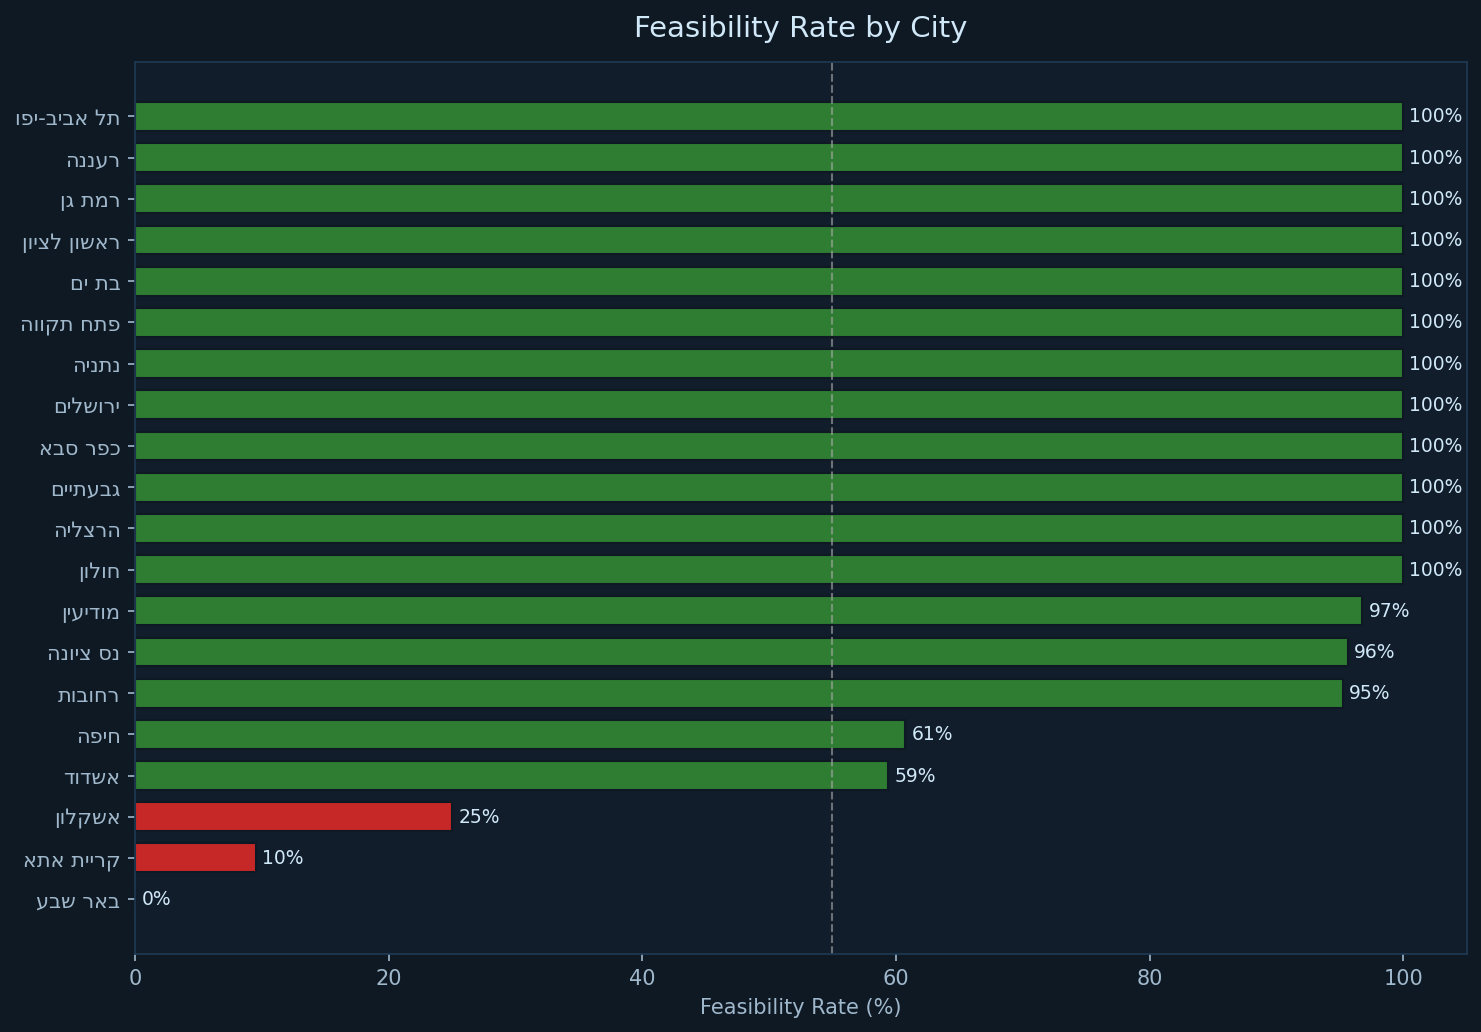 Feasibility Rate by City
תל אביב-יפו 100%
רעננה 100%
רמת גן 100%
ראשון לציון 100%
בת ים 100%
פתח תקווה 100%
נתניה 100%
ירושלים 100%
כפר סבא 100%
גבעתיים 100%
הרצליה 100%
חולון 100%
מודיעין 97%
נס ציונה 96%
רחובות 95%
חיפה 61%
אשדוד 59%
אשקלון 25%
קריית אתא 10%
באר שבע 0%
0 20 40 60 80 100
Feasibility Rate (%)